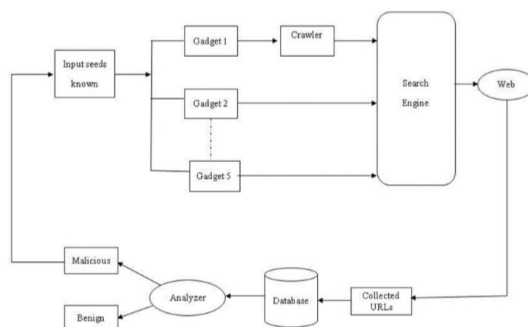 Gadget 1
Crawler
Input seeds
known
Search
Engine
Web
Gadget 2
Gadget 5
Malicious
Analyzer
Database
Collected
URLs
Benign